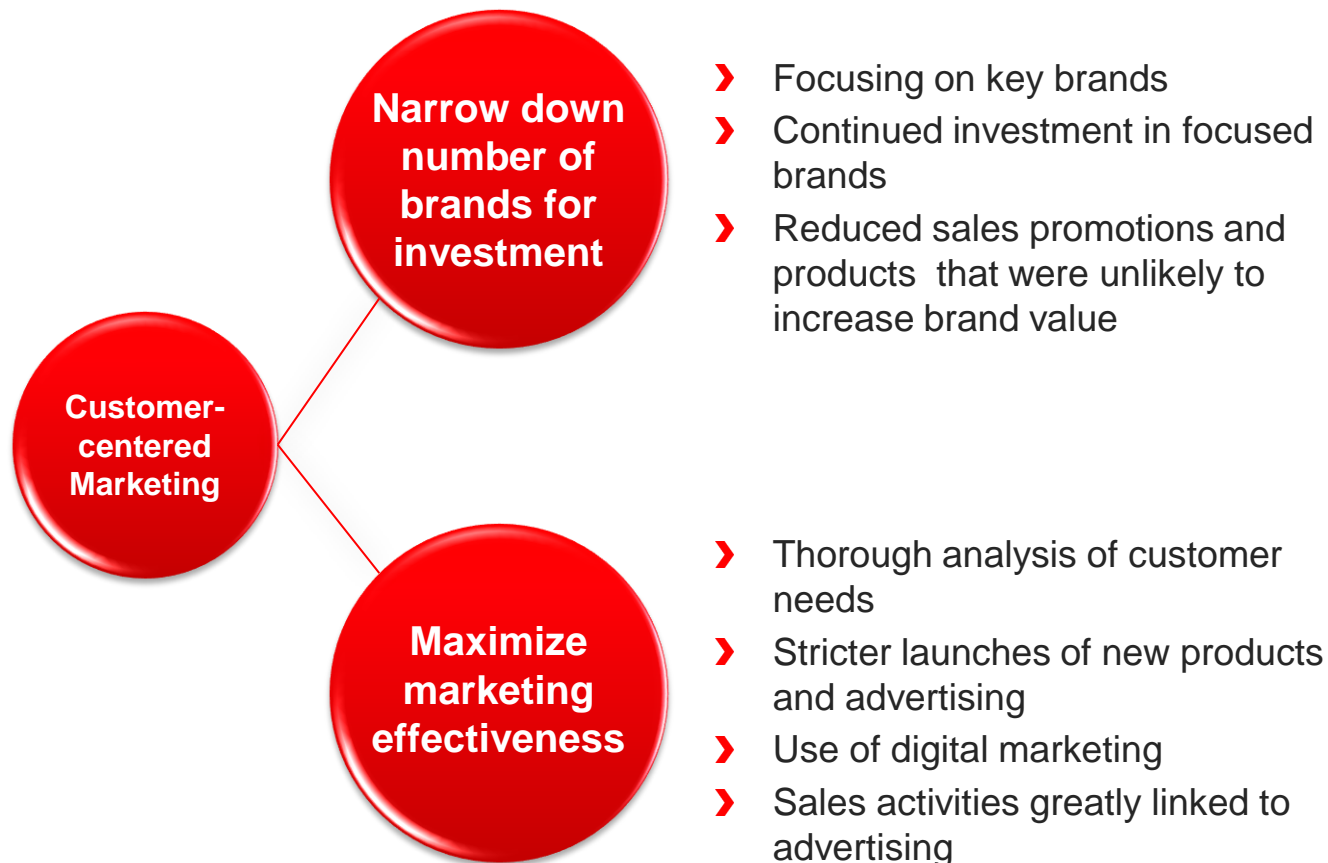 Narrow down
number of
brands for
investment
Focusing on key brands
Continued investment in focused
brands
Reduced sales promotions and
products  that were unlikely to
increase brand value
Customer-
centered
Marketing
Maximize
marketing
effectiveness
Thorough analysis of customer
needs
Stricter launches of new products
and advertising
Use of digital marketing
Sales activities greatly linked to
advertising